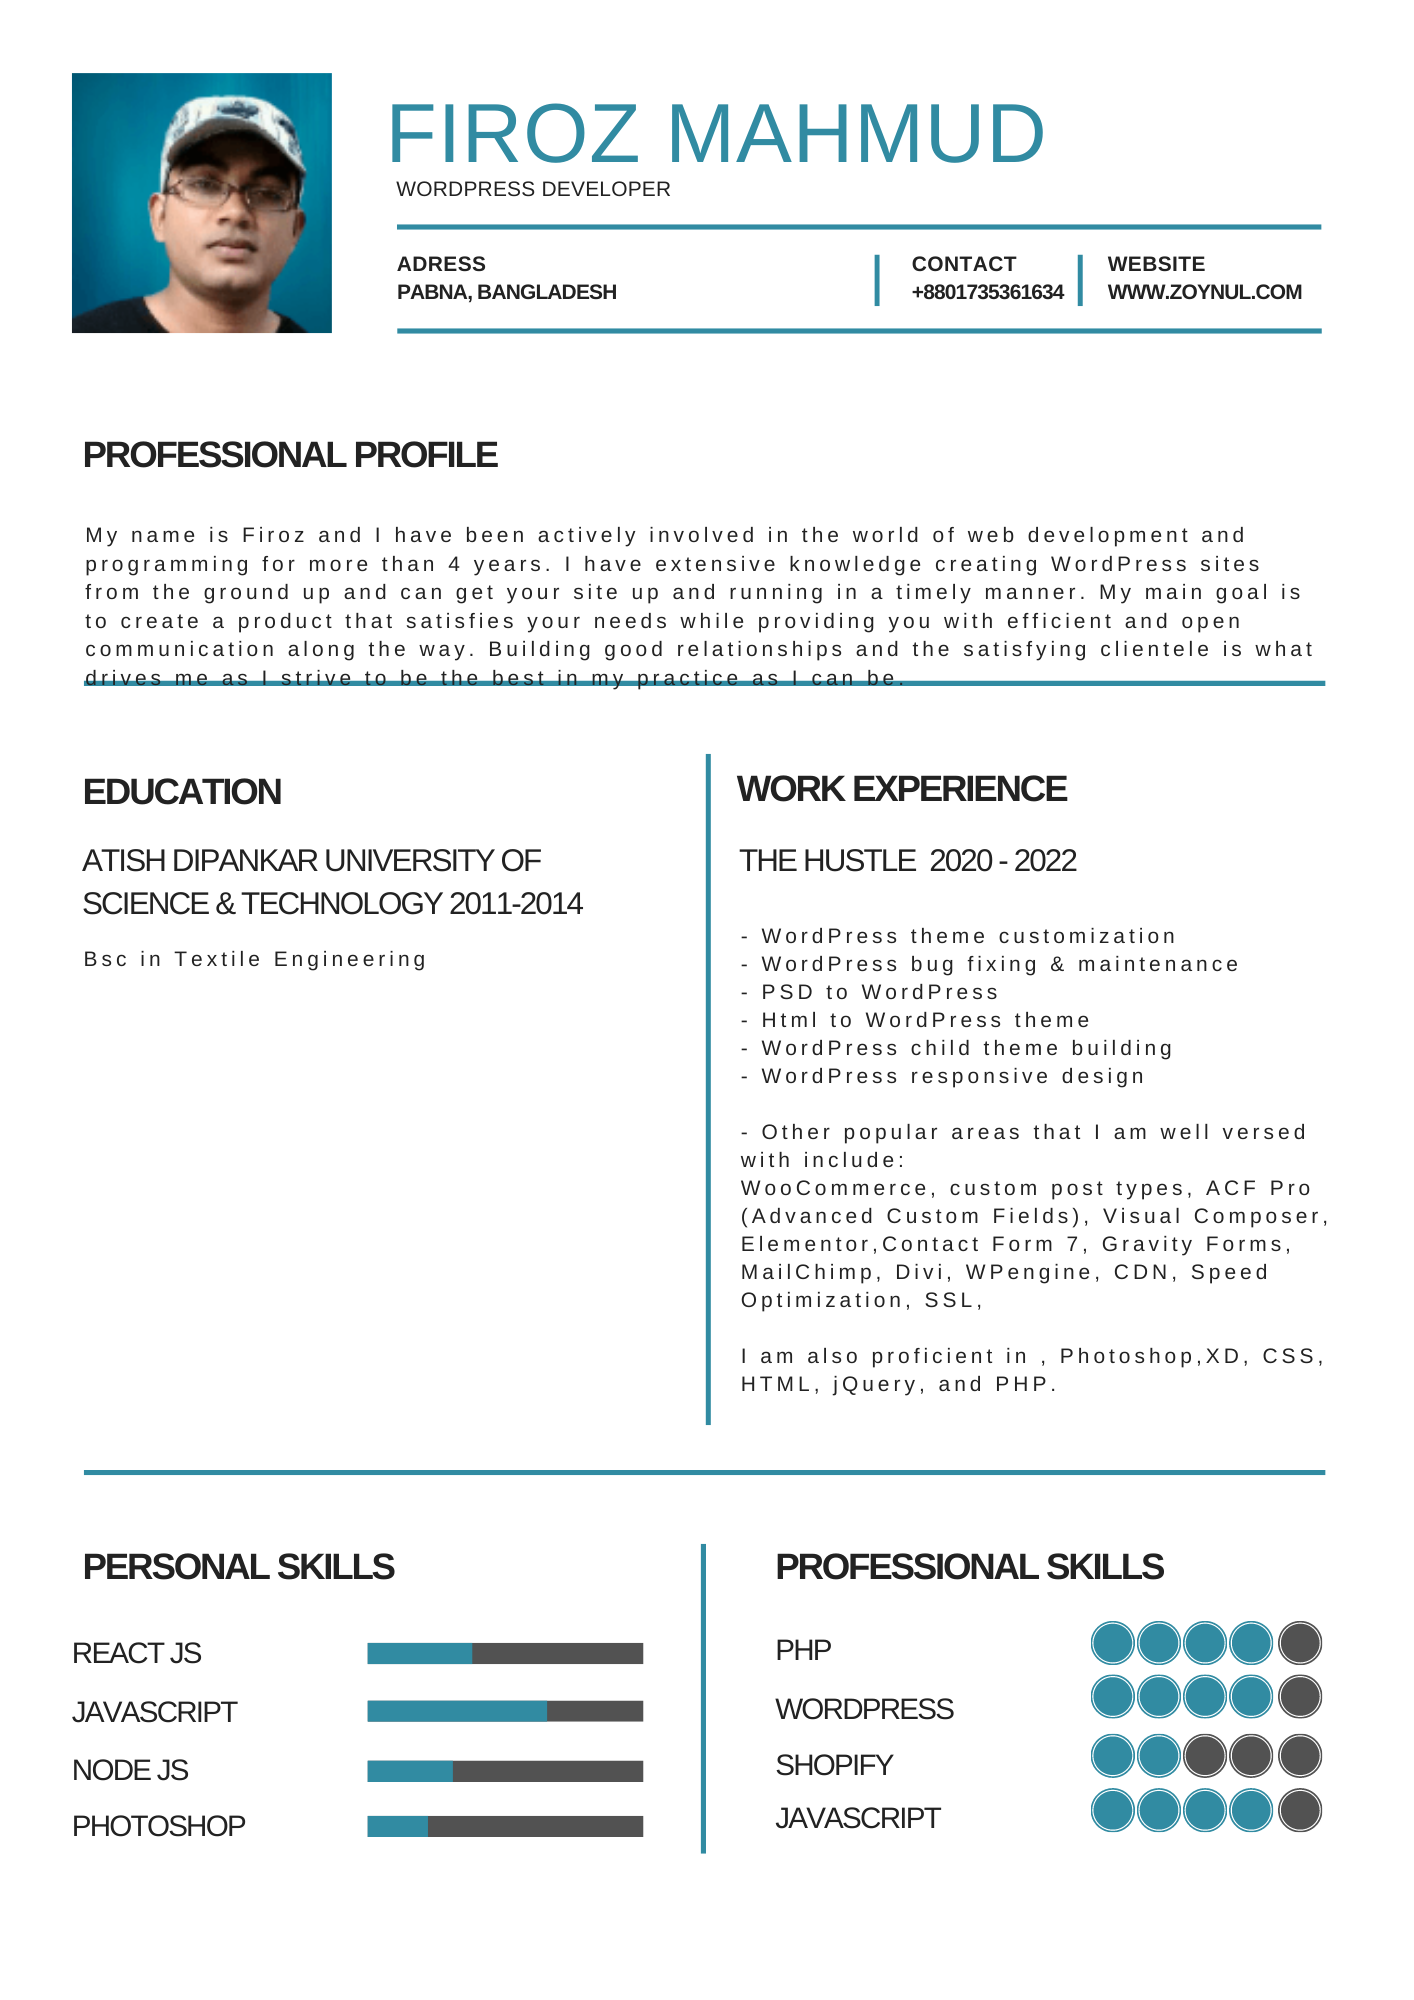 FIROZ MAHMUD
WORDPRESS DEVELOPER
ADRESS
PABNA, BANGLADESH
CONTACT
+8801735361634
WEBSITE
WWW.ZOYNUL.COM
PROFESSIONAL PROFILE
My name is Firoz and I have been actively involved in the world of web development and
programming for more than 4 years. I have extensive knowledge creating WordPress sites
from the ground up and can get your site up and running in a timely manner. My main goal is
to create a product that satisfies your needs while providing you with efficient and open
communication along the way. Building good relationships and the satisfying clientele is what
drives me as I strive to be the best in my practice as I can be.
EDUCATION
ATISH DIPANKAR UNIVERSITY OF
SCIENCE & TECHNOLOGY 2011-2014
Bsc in Textile Engineering
WORK EXPERIENCE
THE HUSTLE 2020 - 2022
- WordPress theme customization
- WordPress bug fixing & maintenance
- PSD to WordPress
- Html to WordPress theme
- WordPress child theme building
- WordPress responsive design
- Other popular areas that I am well versed
with include:
WooCommerce, custom post types, ACF Pro
(Advanced Custom Fields), Visual Composer,
Elementor,Contact Form 7, Gravity Forms,
MailChimp, Divi, WPengine, CDN, Speed
Optimization, SSL,
I am also proficient in , Photoshop,XD, CSS,
HTML, jQuery, and PHP.
PERSONAL SKILLS
REACT JS
JAVASCRIPT
NODE JS
PHOTOSHOP
PROFESSIONAL SKILLS
PHP
WORDPRESS
SHOPIFY
JAVASCRIPT